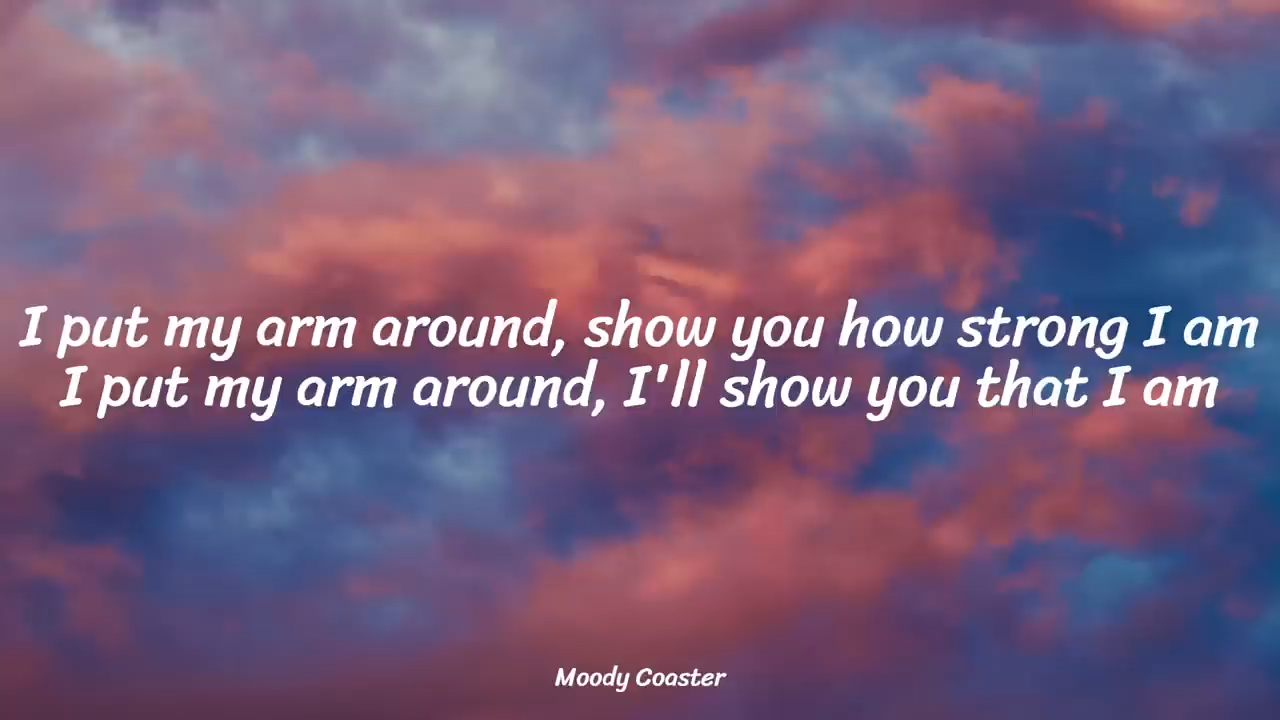 I put my arm around, show you how strong I am
I put my arm around, I'll show you that I am
Moody Coaster